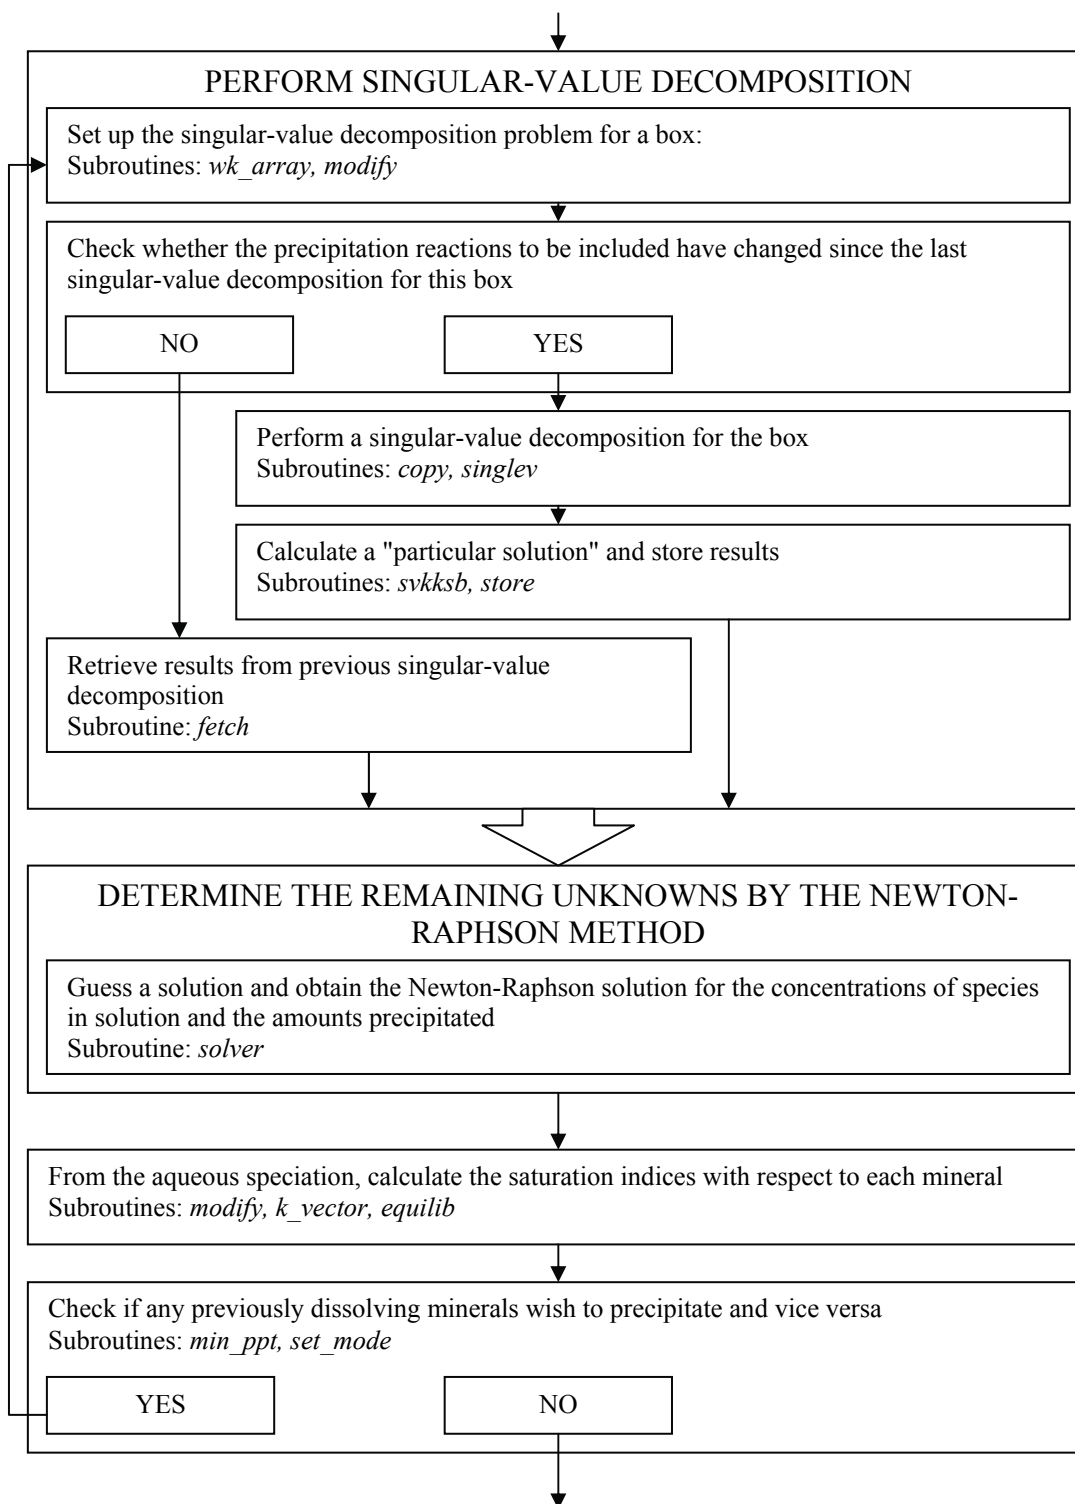 PERFORM SINGULAR-VALUE DECOMPOSITION
Set up the singular-value decomposition problem for a box:
Subroutines: wk_array, modify
Check whether the precipitation reactions to be included have changed since the last
singular-value decomposition for this box
NO
YES
Perform a singular-value decomposition for the box
Subroutines: copy, singlev
Calculate a "particular solution" and store results
Subroutines: svkksb, store
Retrieve results from previous singular-value
decomposition
Subroutine: fetch
DETERMINE THE REMAINING UNKNOWNS BY THE NEWTON-
RAPHSON METHOD
Guess a solution and obtain the Newton-Raphson solution for the concentrations of species
in solution and the amounts precipitated
Subroutine: solver
From the aqueous speciation, calculate the saturation indices with respect to each mineral
Subroutines: modify, k_vector, equilib
Check if any previously dissolving minerals wish to precipitate and vice versa
Subroutines: min_ppt, set_mode
YES
NO